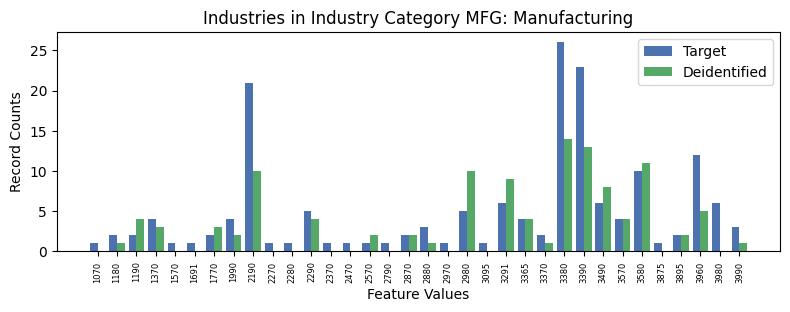 Industries in Industry Category MFG: Manufacturing
Target
Deidentified
Record Counts
25
20
15
10
5
0
1070 1180 1190 1370 1570 1691 1770 1990 2190 2270 2280 2290 2370 2470 2570 2790 2870 2880 2970 2980 3095 3291 3365 3370 3380 3390 3490 3570 3580 3875 3895 3960 3980 3990
Feature Values